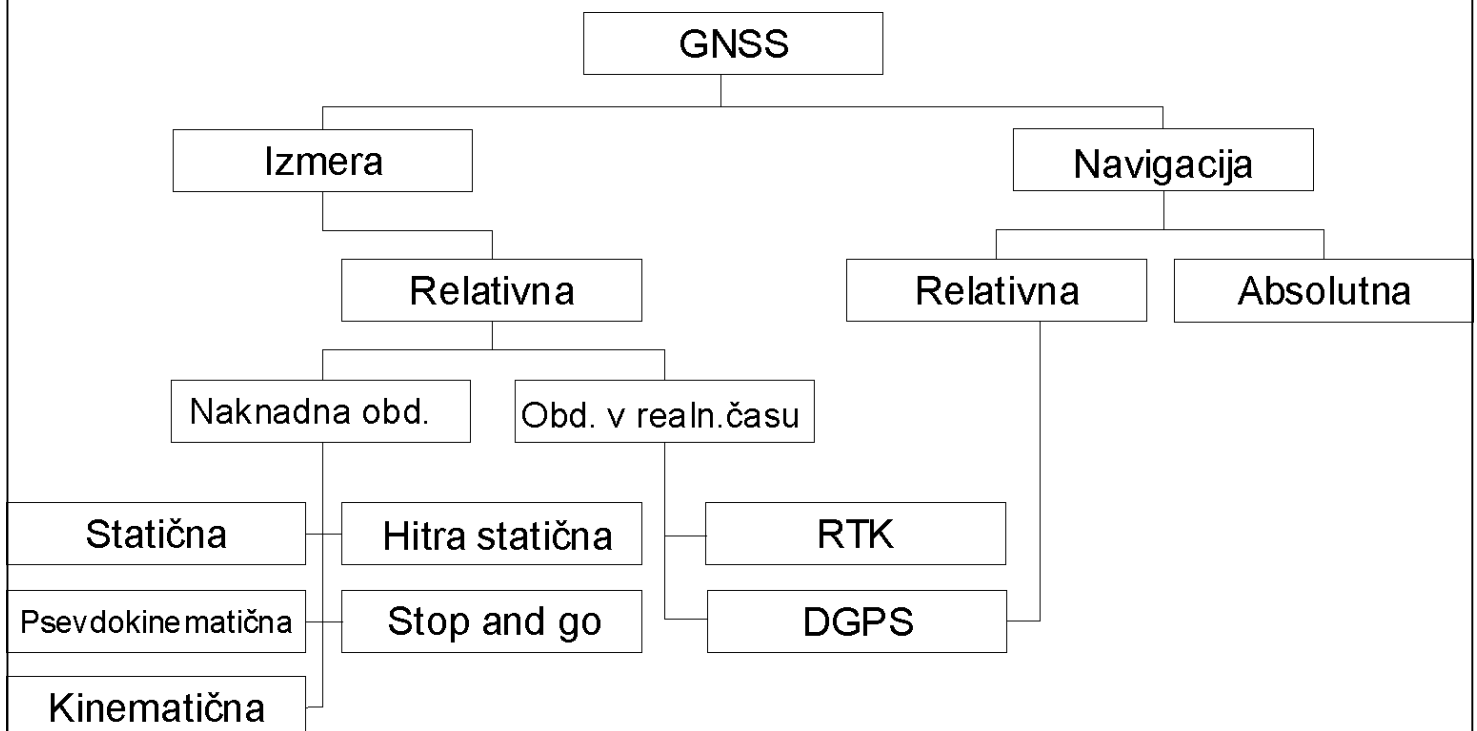 GNSS
Izmera
Navigacija
Relativna
Relativna
Absolutna
Naknadna obd.
Obd. v realn.času
Statična
Hitra statična
RTK
Psevdokinematična
Stop and go
DGPS
Kinematična